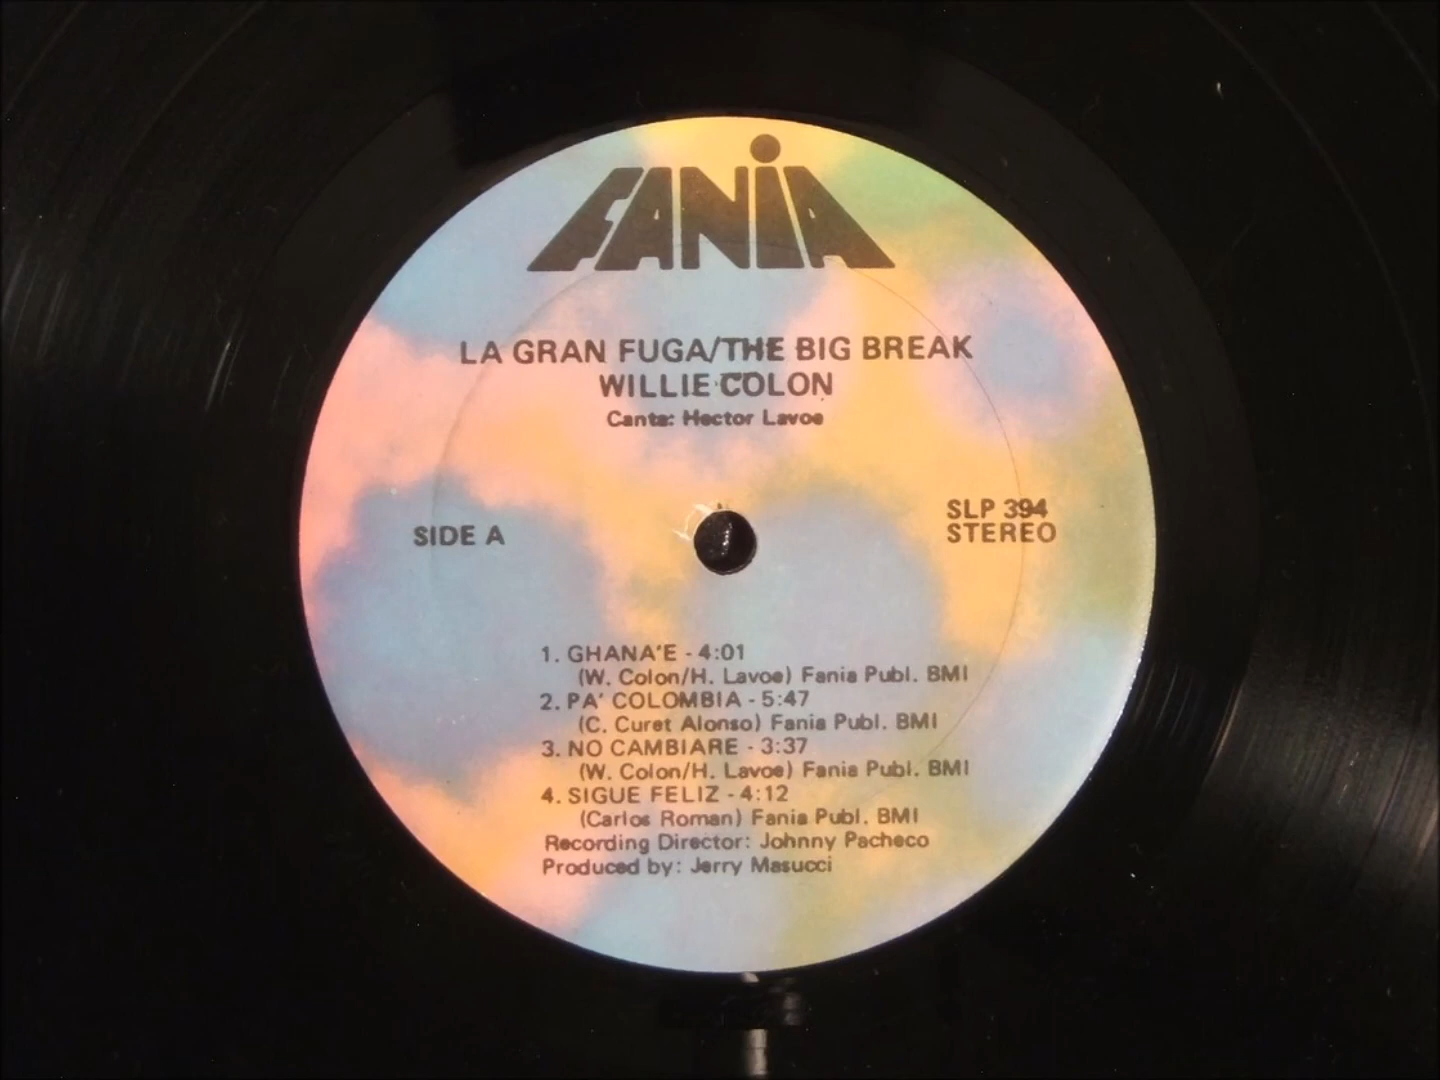 FANiA
LA GRAN FUGA/THE BIG BREAK
WILLIE COLON
Canta: Hector Lavoe
SIDE A
SLP 394
STEREO
1. GHANA'E - 4:01
(W. Colon/H. Lavoe) Fania Publ. BMI
2. PA' COLOMBIA - 5:47
(C. Curet Alonso) Fania Publ. BMI
3. NO CAMBIARE - 3:37
(W. Colon/H. Lavoe) Fania Publ. BMI
4. SIGUE FELIZ - 4:12
(Carlos Roman) Fania Publ. BMI
Recording Director: Johnny Pacheco
Produced by: Jerry Masucci